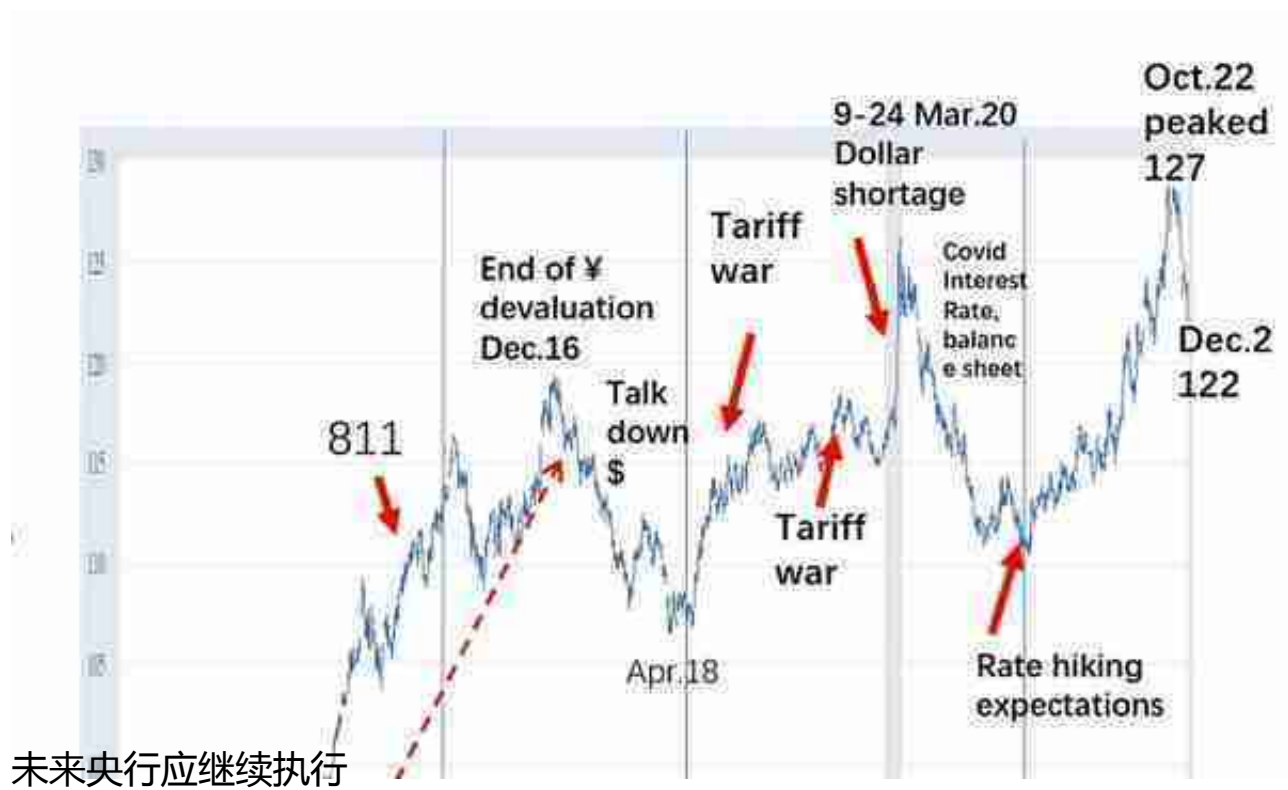 Oct.22
peaked
127
9-24 Mar.20
Dollar
shortage
Tariff
war
End of ¥
devaluation
Dec.16
Covid
Interest
Rate,
balanc
e sheet
Dec.2
122
Talk
down
$
811
Tariff
war
Apr.18
Rate hiking
expectations
未来央行应继续执行